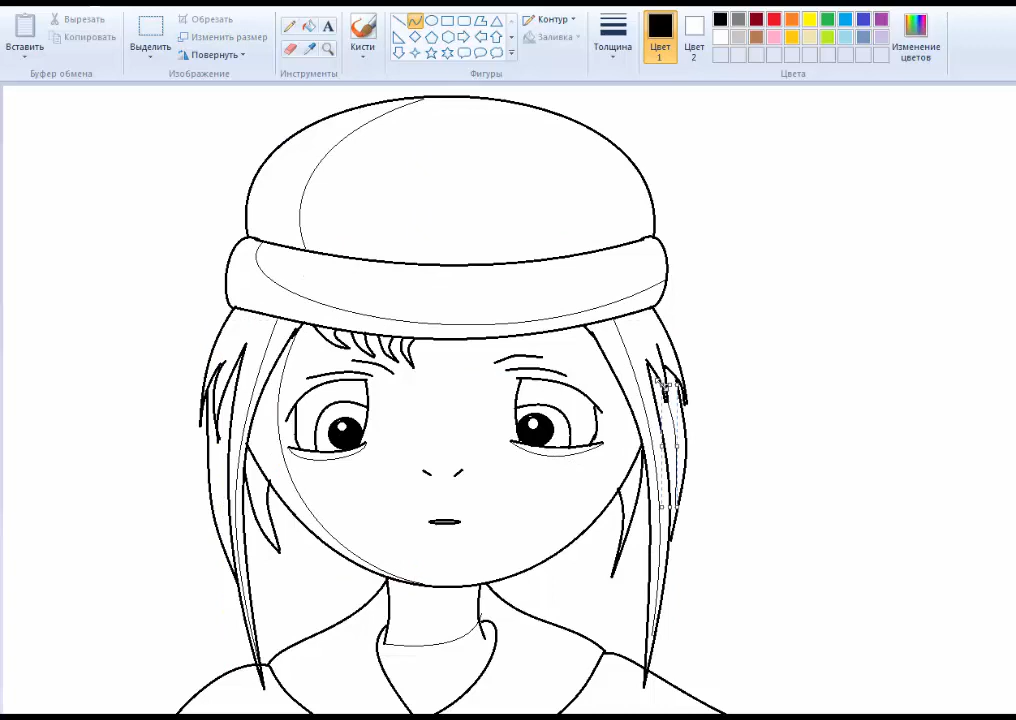 Вставить
Вырезать
Копировать
Буфер обмена
Выделить
Обрезать
Изменить размер
Повернуть
Изображение
A
Инструменты
Кисти
Контур
Заливка
Фигуры
Толщина
Цвет
1
Цвет
2
Изменение
цветов
Цвета